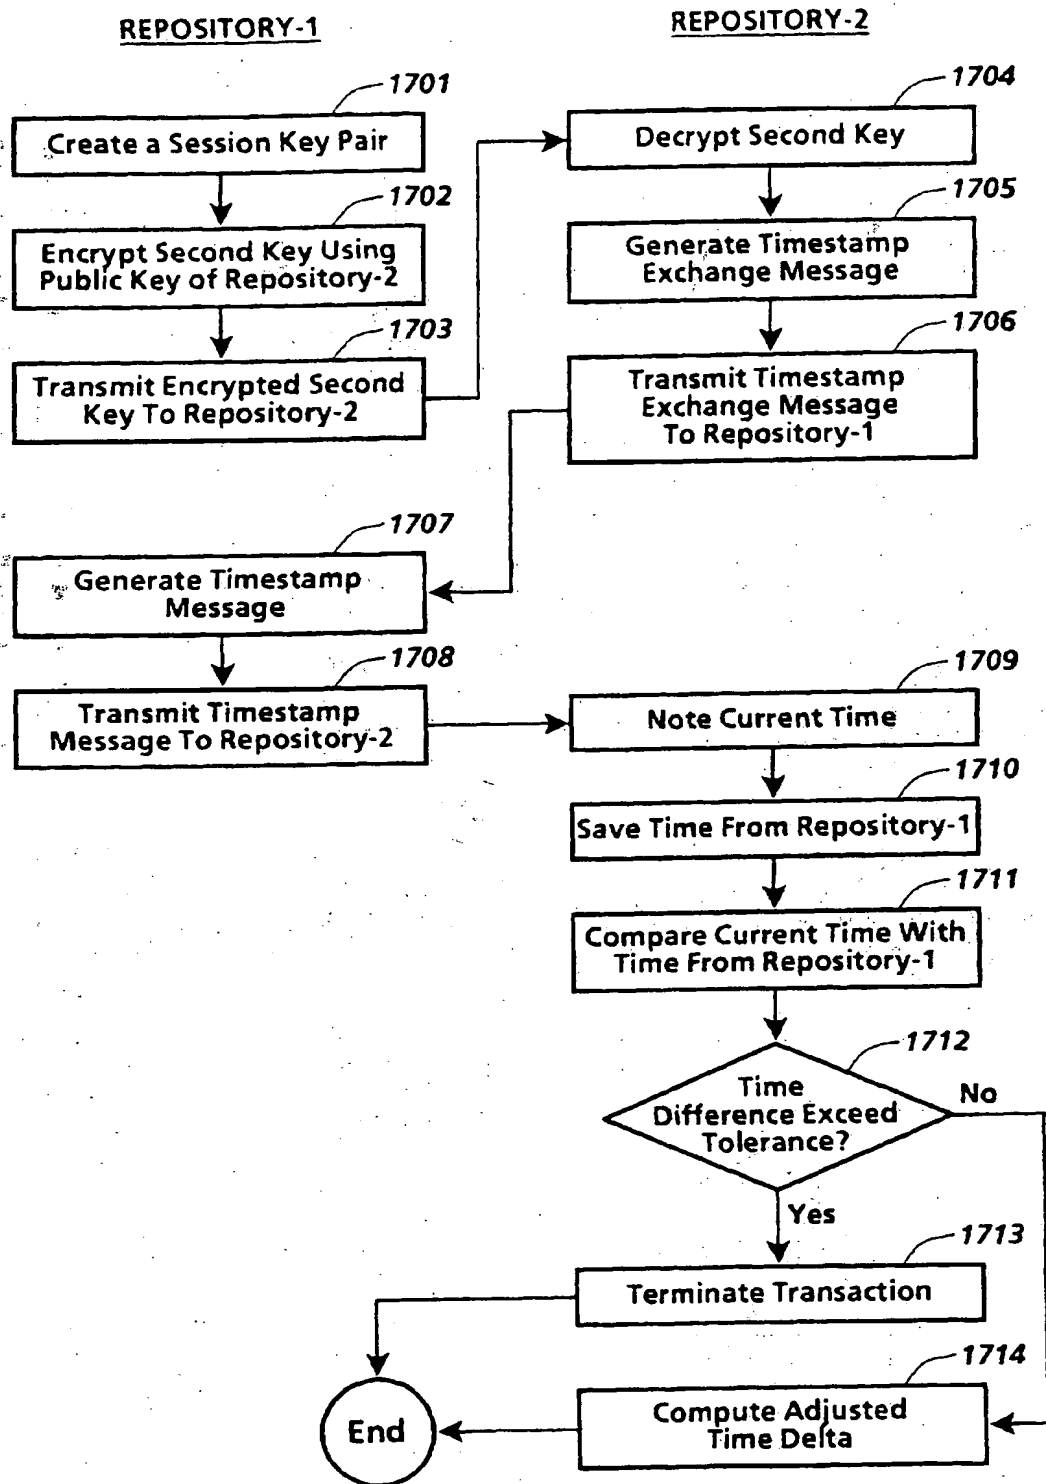 REPOSITORY-1
REPOSITORY-2
1701
Create a Session Key Pair
1702
Encrypt Second Key Using
Public Key of Repository-2
1703
Transmit Encrypted Second
Key To Repository-2
1704
Decrypt Second Key
1705
Generate Timestamp
Exchange Message
1706
Transmit Timestamp
Exchange Message
To Repository-1
1707
Generate Timestamp
Message
1708
Transmit Timestamp
Message To Repository-2
1709
Note Current Time
1710
Save Time From Repository-1
1711
Compare Current Time With
Time From Repository-1
1712
Time
Difference Exceed
Tolerance?
No
Yes
1713
Terminate Transaction
1714
Compute Adjusted
Time Delta
End